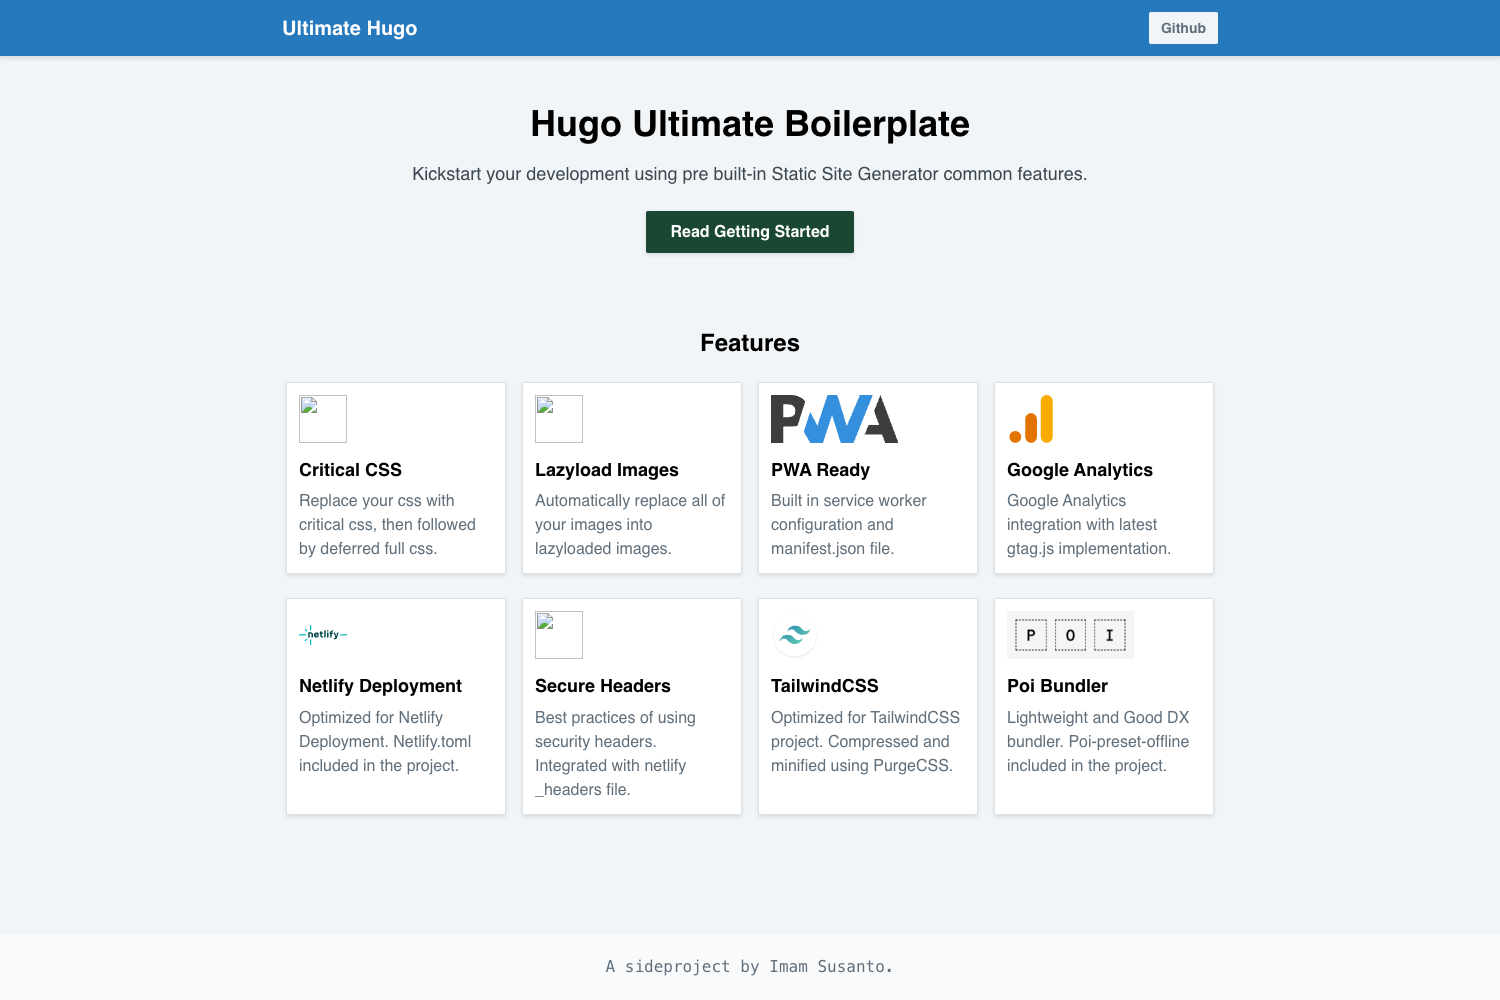 Ultimate Hugo
Github
Hugo Ultimate Boilerplate
Kickstart your development using pre built-in Static Site Generator common features.
Read Getting Started
Features
Critical CSS
Replace your css with
critical css, then followed
by deferred full css.
Lazyload Images
Automatically replace all of
your images into
lazyloaded images.
PWA
PWA Ready
Built in service worker
configuration and
manifest.json file.
Google Analytics
Google Analytics
integration with latest
gtag.js implementation.
netlify
Netlify Deployment
Optimized for Netlify
Deployment. Netlify.toml
included in the project.
Secure Headers
Best practices of using
security headers.
Integrated with netlify
_headers file.
TailwindCSS
Optimized for TailwindCSS
project. Compressed and
minified using PurgeCSS.
P O I
Poi Bundler
Lightweight and Good DX
bundler. Poi-preset-offline
included in the project.
A sideproject by Imam Susanto.